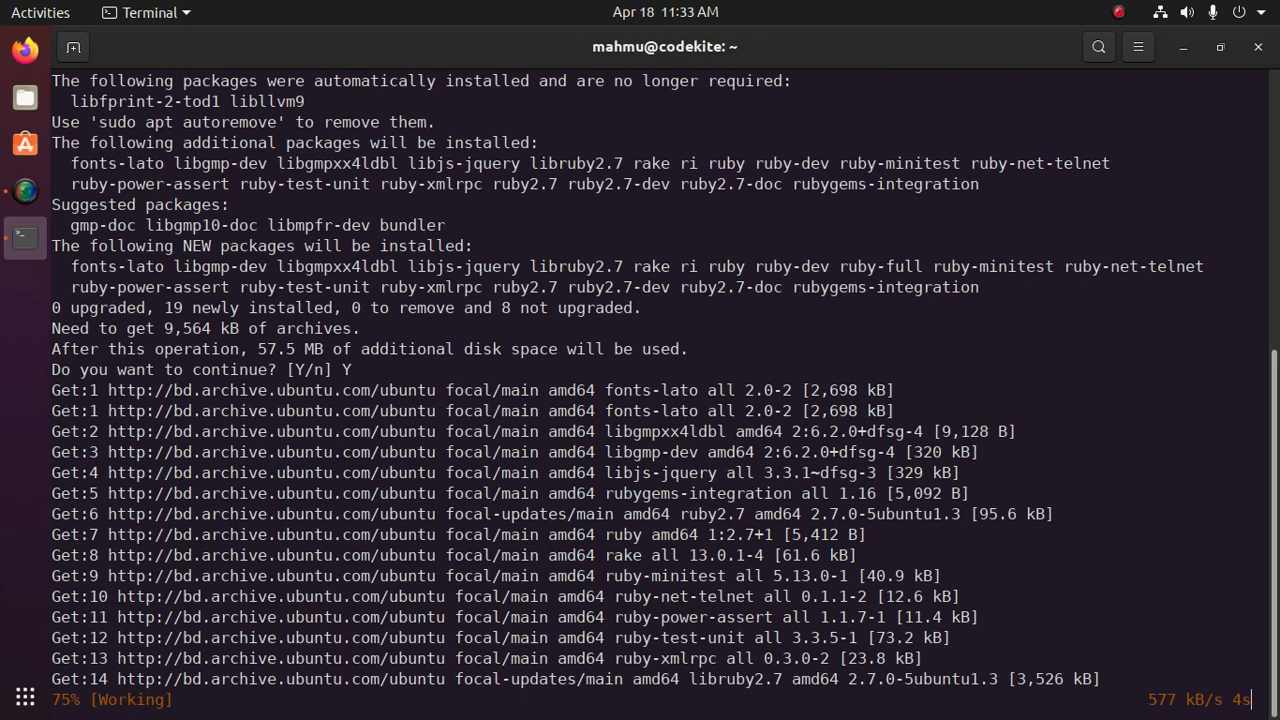 Activities
Terminal
Apr 18 11:33 AM
mahmu@codekite: ~
The following packages were automatically installed and are no longer required:
libfprint-2-tod1 libllvm9
Use 'sudo apt autoremove' to remove them.
The following additional packages will be installed:
fonts-lato libgmp-dev libgmpxx4ldbl libjs-jquery libruby2.7 rake ri ruby ruby-dev ruby-minitest ruby-net-telnet
ruby-power-assert ruby-test-unit ruby-xmlrpc ruby2.7 ruby2.7-dev ruby2.7-doc rubygems-integration
Suggested packages:
gmp-doc libgmp10-doc libmpfr-dev bundler
The following NEW packages will be installed:
fonts-lato libgmp-dev libgmpxx4ldbl libjs-jquery libruby2.7 rake ri ruby ruby-dev ruby-full ruby-minitest ruby-net-telnet
ruby-power-assert ruby-test-unit ruby-xmlrpc ruby2.7 ruby2.7-dev ruby2.7-doc rubygems-integration
0 upgraded, 19 newly installed, 0 to remove and 8 not upgraded.
Need to get 9,564 kB of archives.
After this operation, 57.5 MB of additional disk space will be used.
Do you want to continue? [Y/n] Y
Get:1 http://bd.archive.ubuntu.com/ubuntu focal/main amd64 fonts-lato all 2.0-2 [2,698 kB]
Get:1 http://bd.archive.ubuntu.com/ubuntu focal/main amd64 fonts-lato all 2.0-2 [2,698 kB]
Get:2 http://bd.archive.ubuntu.com/ubuntu focal/main amd64 libgmpxx4ldbl amd64 2:6.2.0+dfsg-4 [9,128 B]
Get:3 http://bd.archive.ubuntu.com/ubuntu focal/main amd64 libgmp-dev amd64 2:6.2.0+dfsg-4 [320 kB]
Get:4 http://bd.archive.ubuntu.com/ubuntu focal/main amd64 libjs-jquery all 3.3.1~dfsg-3 [329 kB]
Get:5 http://bd.archive.ubuntu.com/ubuntu focal/main amd64 rubygems-integration all 1.16 [5,092 B]
Get:6 http://bd.archive.ubuntu.com/ubuntu focal-updates/main amd64 ruby2.7 amd64 2.7.0-5ubuntu1.3 [95.6 kB]
Get:7 http://bd.archive.ubuntu.com/ubuntu focal/main amd64 ruby amd64 1:2.7+1 [5,412 B]
Get:8 http://bd.archive.ubuntu.com/ubuntu focal/main amd64 rake all 13.0.1-4 [61.6 kB]
Get:9 http://bd.archive.ubuntu.com/ubuntu focal/main amd64 ruby-minitest all 5.13.0-1 [40.9 kB]
Get:10 http://bd.archive.ubuntu.com/ubuntu focal/main amd64 ruby-net-telnet all 0.1.1-2 [12.6 kB]
Get:11 http://bd.archive.ubuntu.com/ubuntu focal/main amd64 ruby-power-assert all 1.1.7-1 [11.4 kB]
Get:12 http://bd.archive.ubuntu.com/ubuntu focal/main amd64 ruby-test-unit all 3.3.5-1 [73.2 kB]
Get:13 http://bd.archive.ubuntu.com/ubuntu focal/main amd64 ruby-xmlrpc all 0.3.0-2 [23.8 kB]
Get:14 http://bd.archive.ubuntu.com/ubuntu focal-updates/main amd64 libruby2.7 amd64 2.7.0-5ubuntu1.3 [3,526 kB]
75% [Working] 577 kB/s 4s